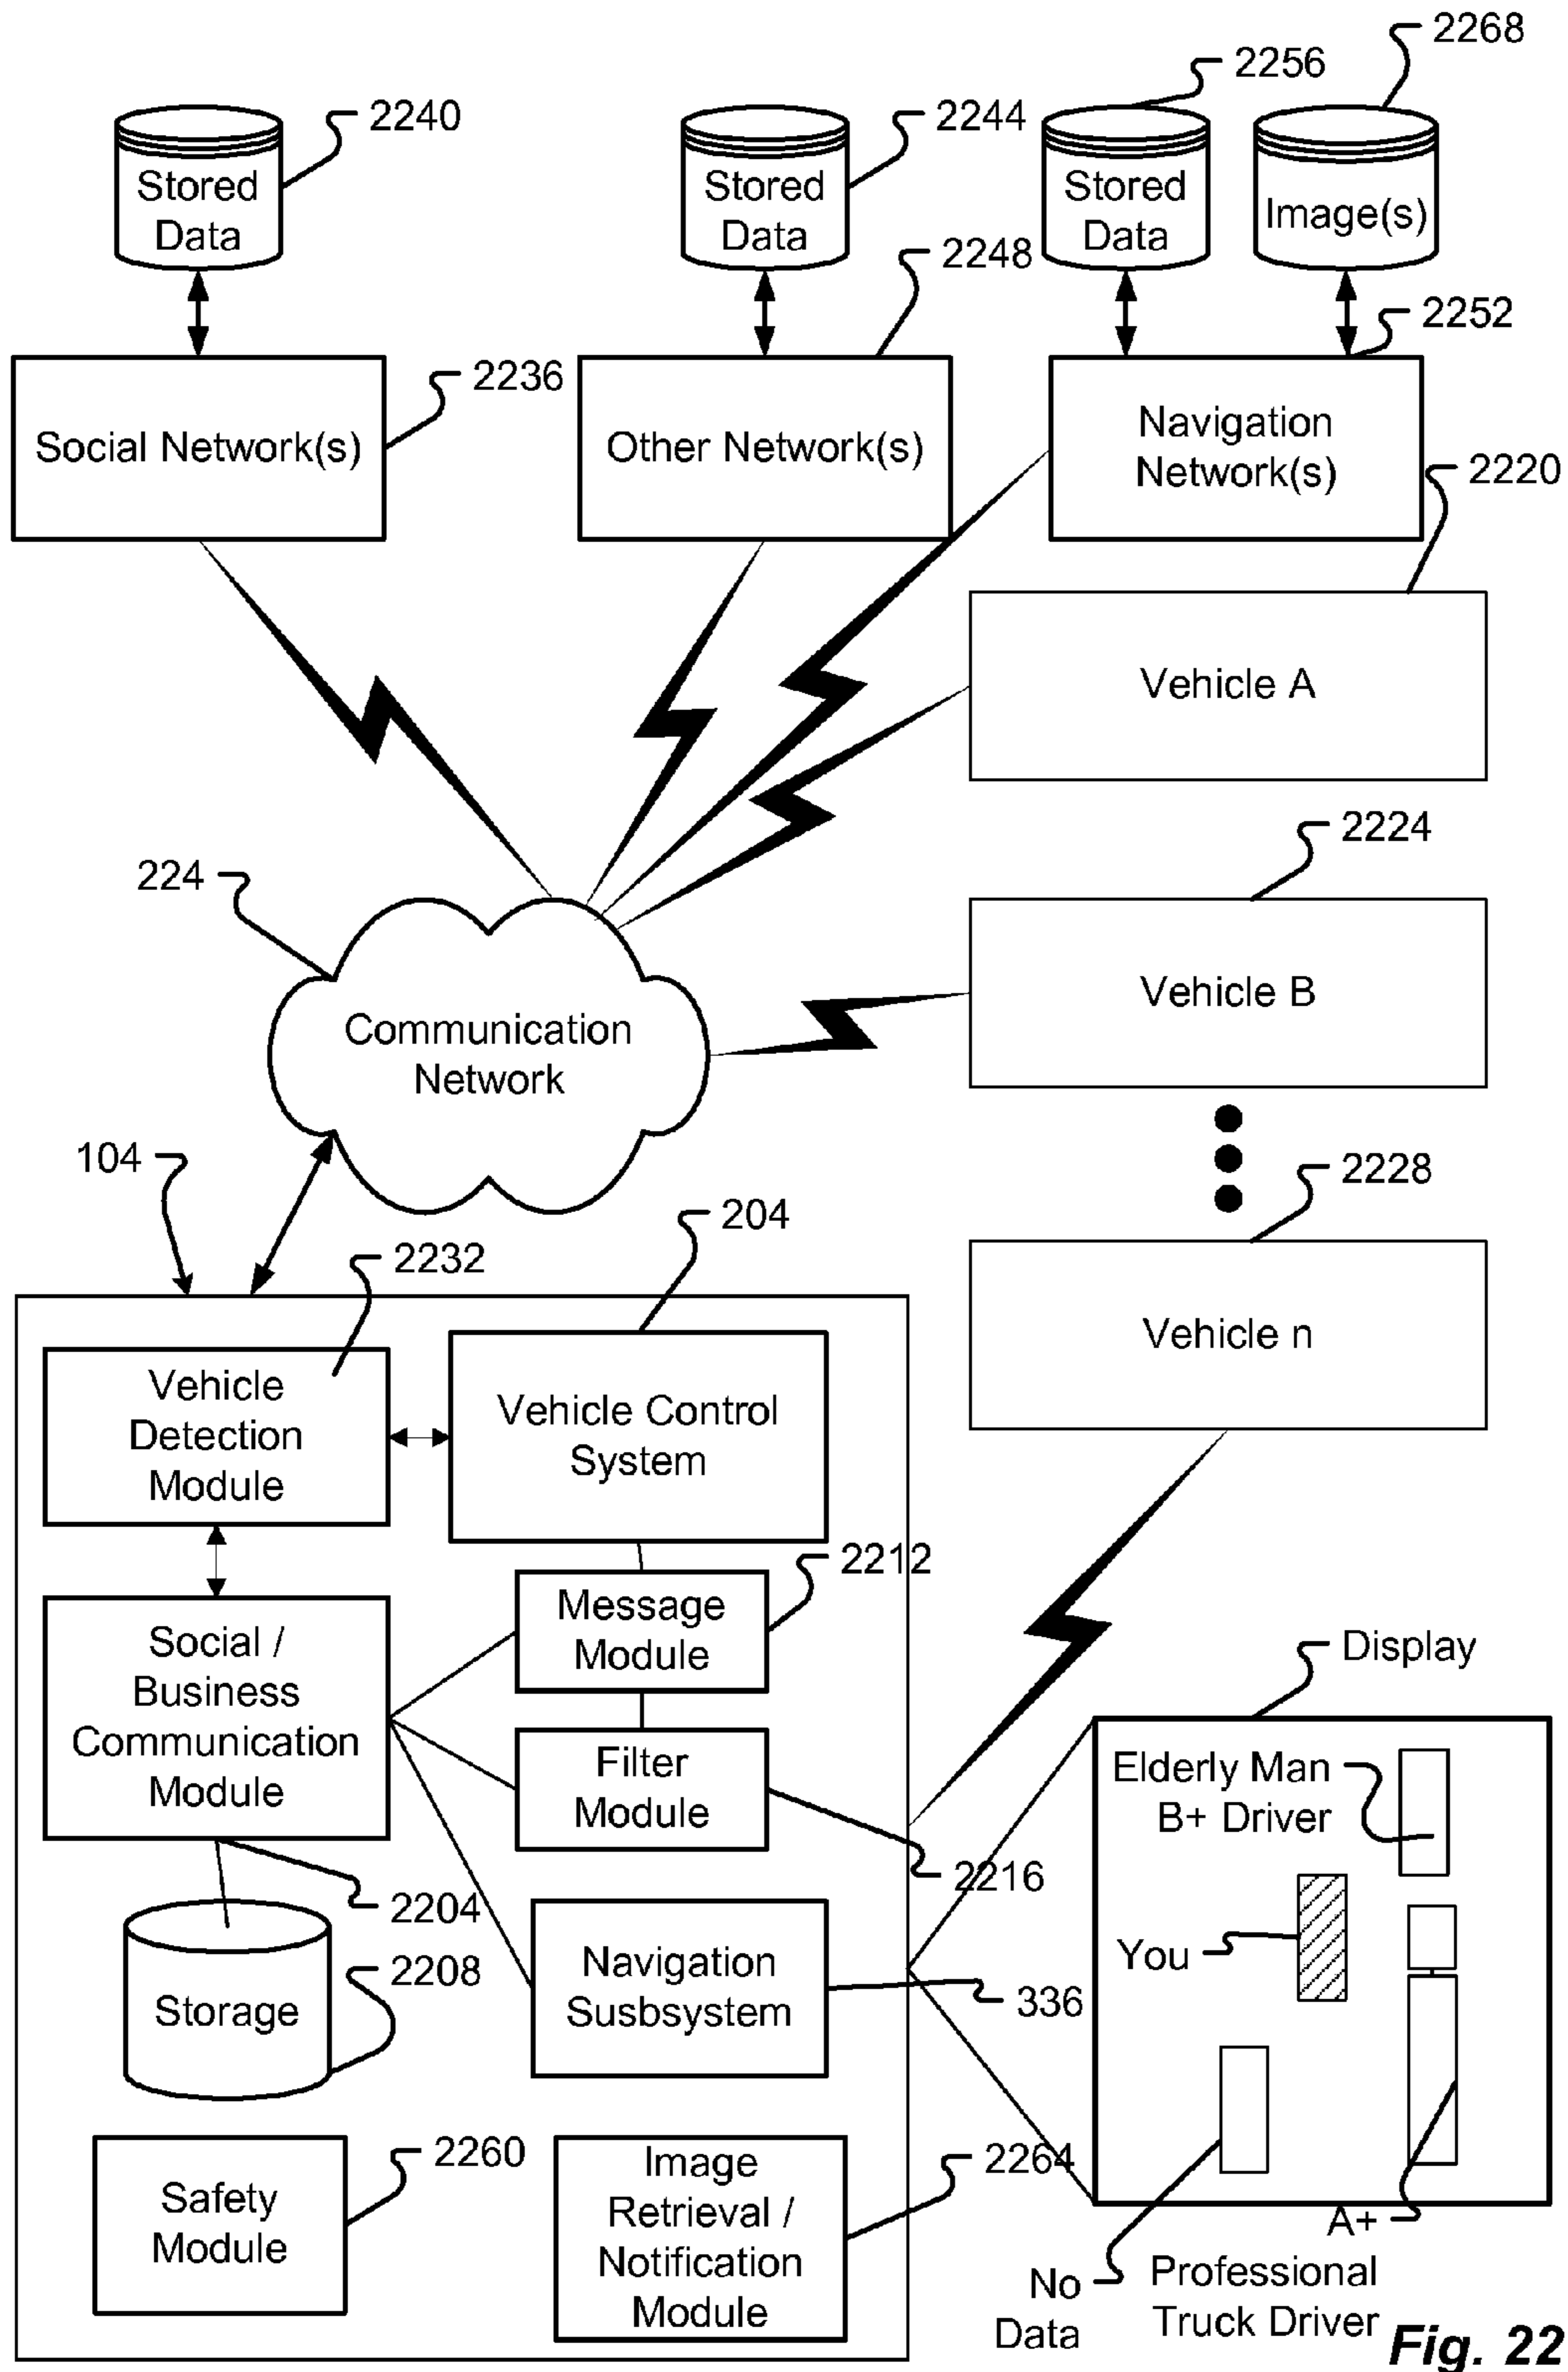 2268
2256
2240
2244
Stored
Data
Stored
Data
Stored
Data
Image(s)
2248
2252
2236
Social Network(s)
Other Network(s)
Navigation
Network(s)
2220
Vehicle A
2224
224
Vehicle B
Communication
Network
104
2228
204
2232
Vehicle n
Vehicle
Detection
Module
Vehicle Control
System
2212
Message
Module
Social /
Business
Communication
Module
Display
Filter
Module
Elderly Man
B+ Driver
2216
2204
You
2208
Navigation
Susbsystem
Storage
336
2260
2264
Image
Retrieval /
Notification
Module
Safety
Module
A+
Professional
Truck Driver
No
Data
Fig. 22